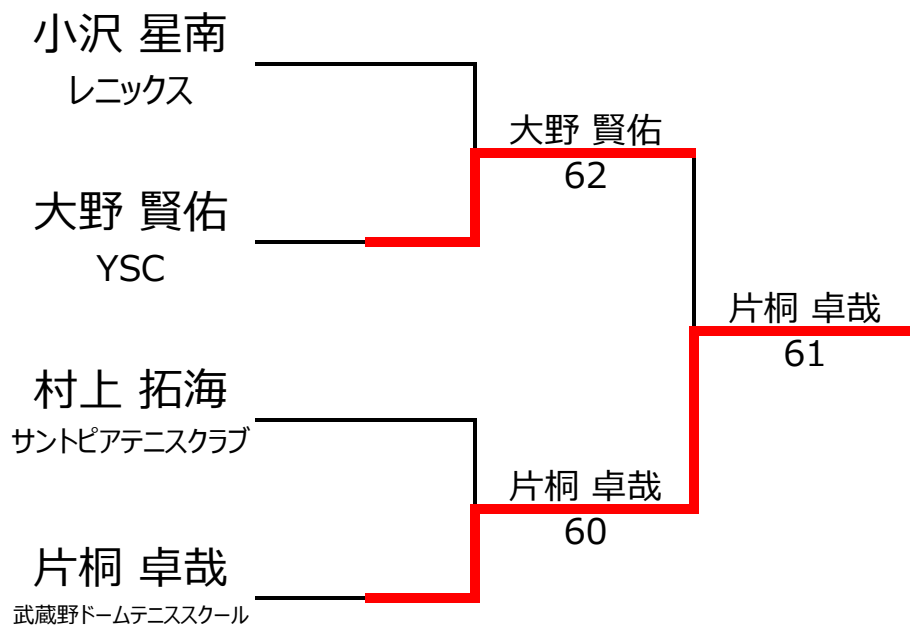 小沢 星南
レニックス
大野 賢佑
62
大野 賢佑
YSC
片桐 卓哉
61
村上 拓海
サントピアテニスクラブ
片桐 卓哉
60
片桐 卓哉
武蔵野ドームテニススクール